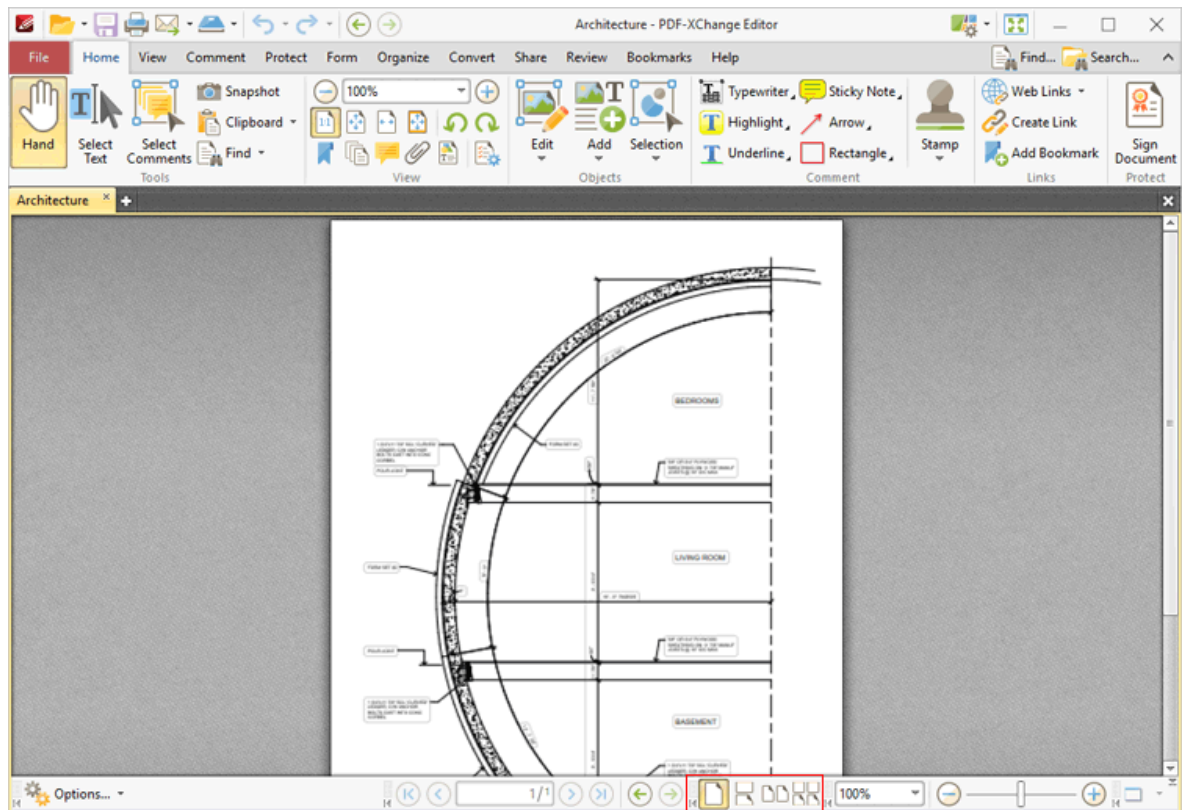 Architecture - PDF-XChange Editor
File Home View Comment Protect Form Organize Convert Share Review Bookmarks Help Find... Search...
Hand
Select Text
Select Comments
Snapshot
Clipboard
Find
Tools
100%
1:1
View
Edit
Add
Selection
Objects
Typewriter
Sticky Note
Highlight
Arrow
Underline
Rectangle
Stamp
Comment
Web Links
Create Link
Add Bookmark
Links
Sign Document
Protect
Architecture
BEDROOMS
LIVING ROOM
BASEMENT
Options...
1/1
100%